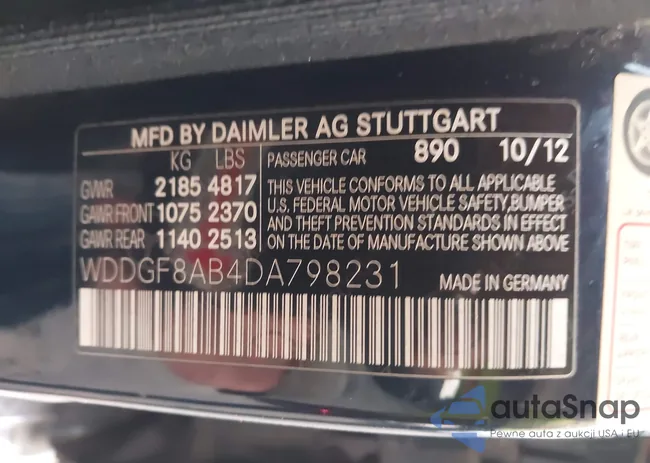 MFD BY DAIMLER AG STUTTGART
KG LBS PASSENGER CAR 890 10/12
GVWR 2185 4817
GAWR FRONT 1075 2370
GAWR REAR 1140 2513
THIS VEHICLE CONFORMS TO ALL APPLICABLE
U.S. FEDERAL MOTOR VEHICLE SAFETY, BUMPER
AND THEFT PREVENTION STANDARDS IN EFFECT
ON DATE OF MANUFACTURE SHOWN ABOVE
WDDGF8AB4DA798231 MADE IN GERMANY
autaSnap
Pewne auta z aukcji USA i EU